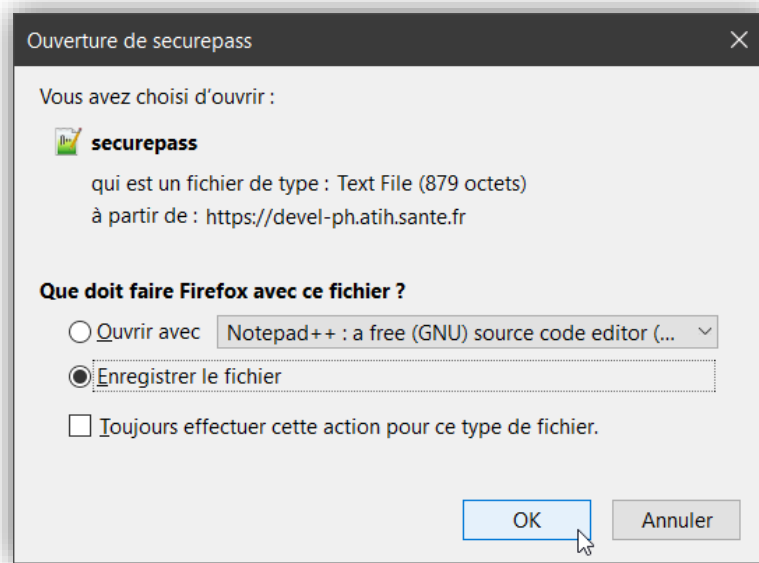 Ouverture de securepass
Vous avez choisi d'ouvrir :
securepass
qui est un fichier de type : Text File (879 octets)
à partir de : https://devel-ph.atih.sante.fr
Que doit faire Firefox avec ce fichier ?
Ouvrir avec Notepad++ : a free (GNU) source code editor (...
Enregistrer le fichier
Toujours effectuer cette action pour ce type de fichier.
OK Annuler